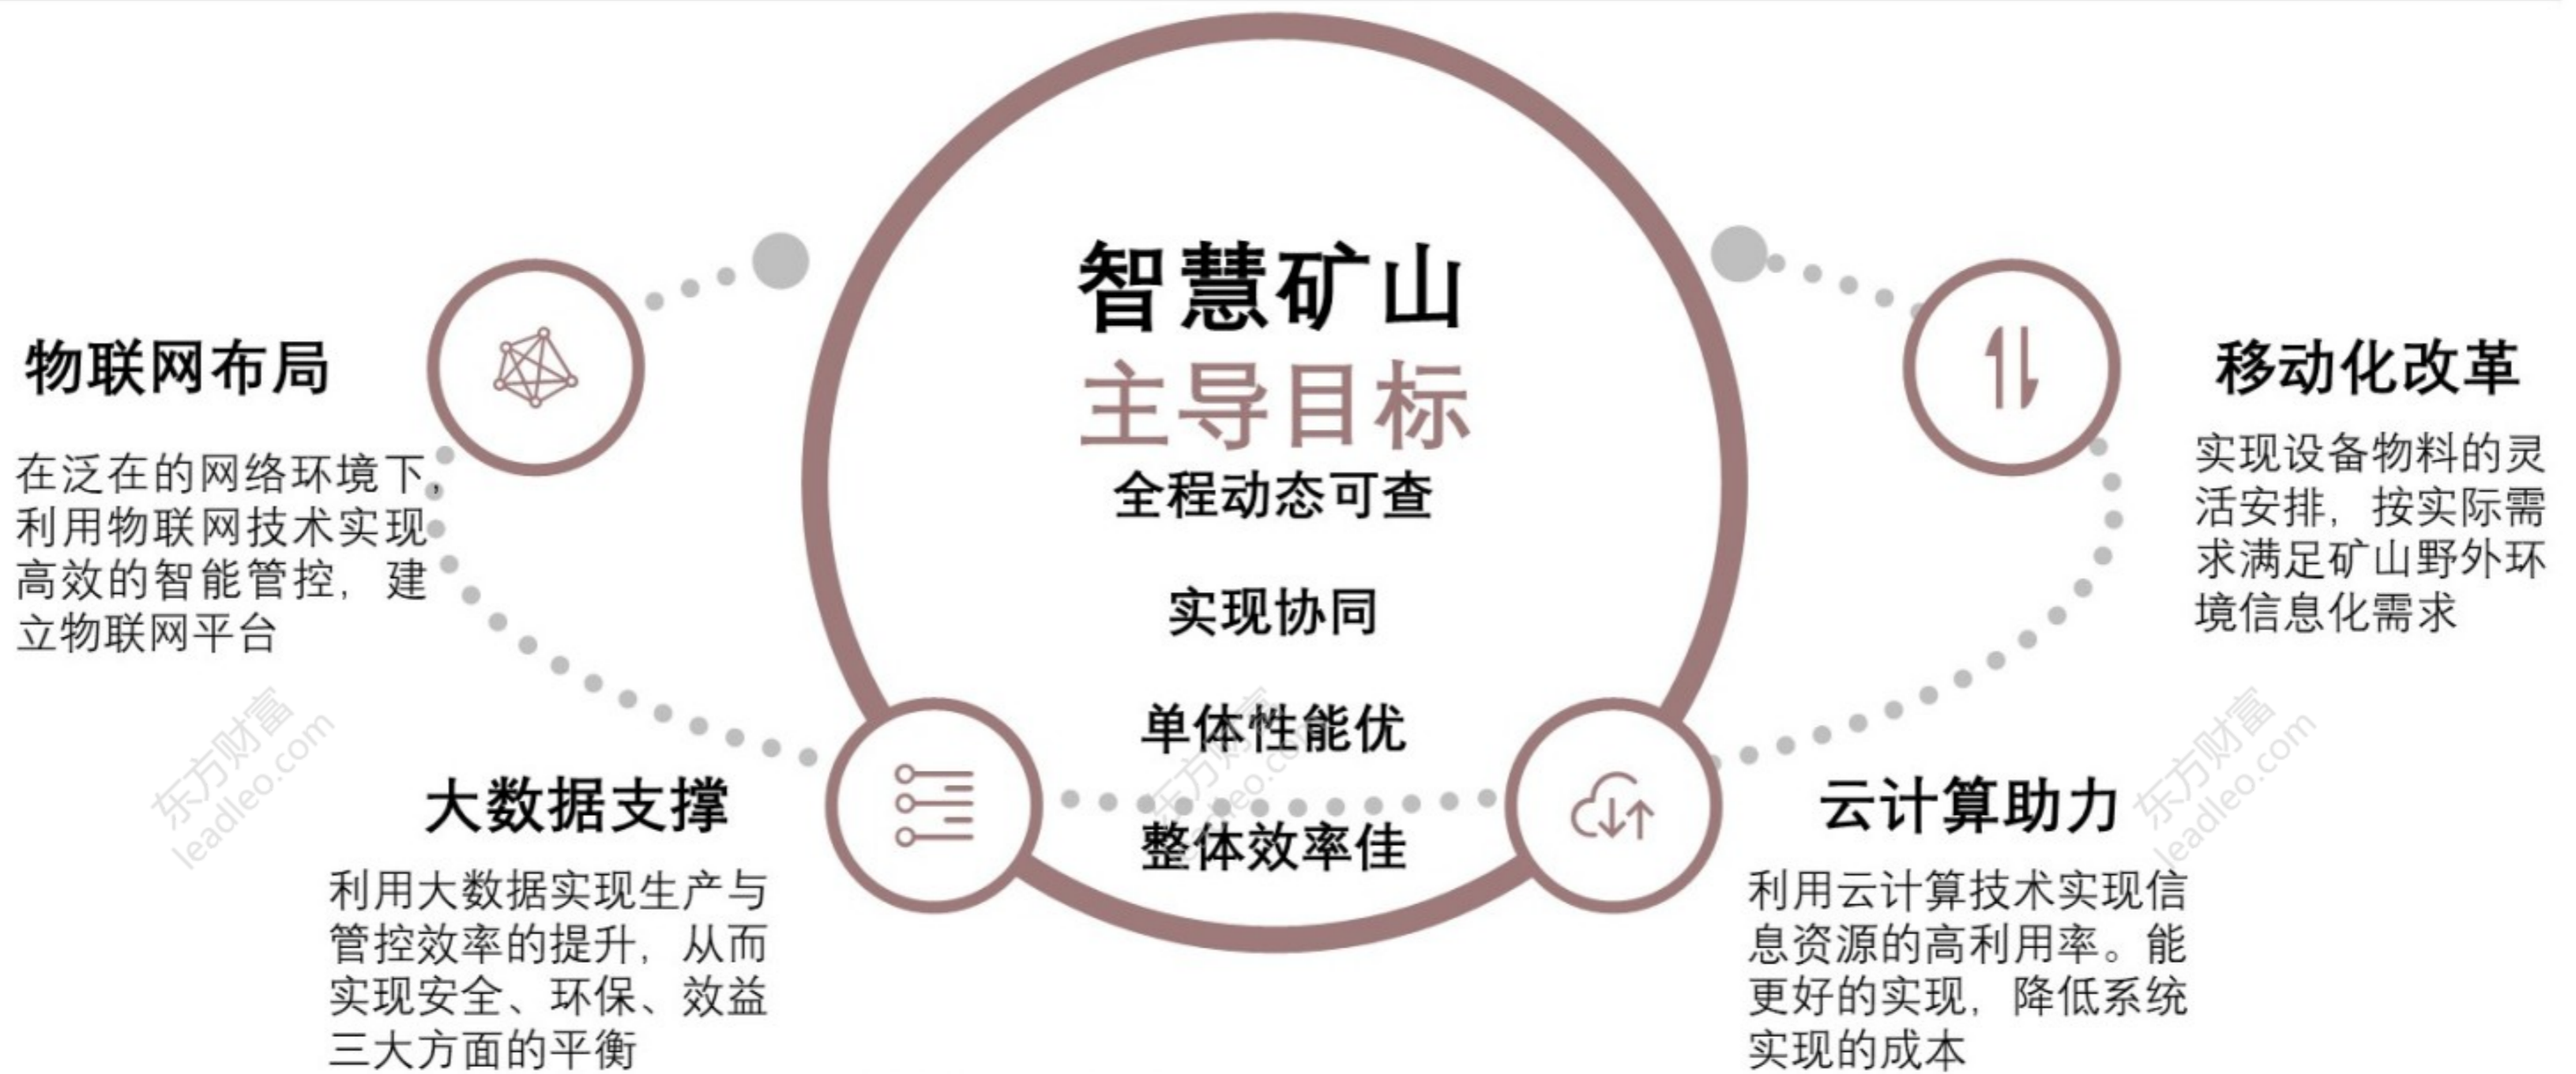 智慧矿山
主导目标
全程动态可查
实现协同
单体性能优
整体效率佳
物联网布局
在泛在的网络环境下,
利用物联网技术实现
高效的智能管控，建
立物联网平台
大数据支撑
利用大数据实现生产与
管控效率的提升，从而
实现安全、环保、效益
三大方面的平衡
云计算助力
利用云计算技术实现信
息资源的高利用率。能
更好的实现，降低系统
实现的成本
移动化改革
实现设备物料的灵
活安排，按实际需
求满足矿山野外环
境信息化需求
东方财富
leadleo.com
东方财富
leadleo.com
东方财富
leadleo.com